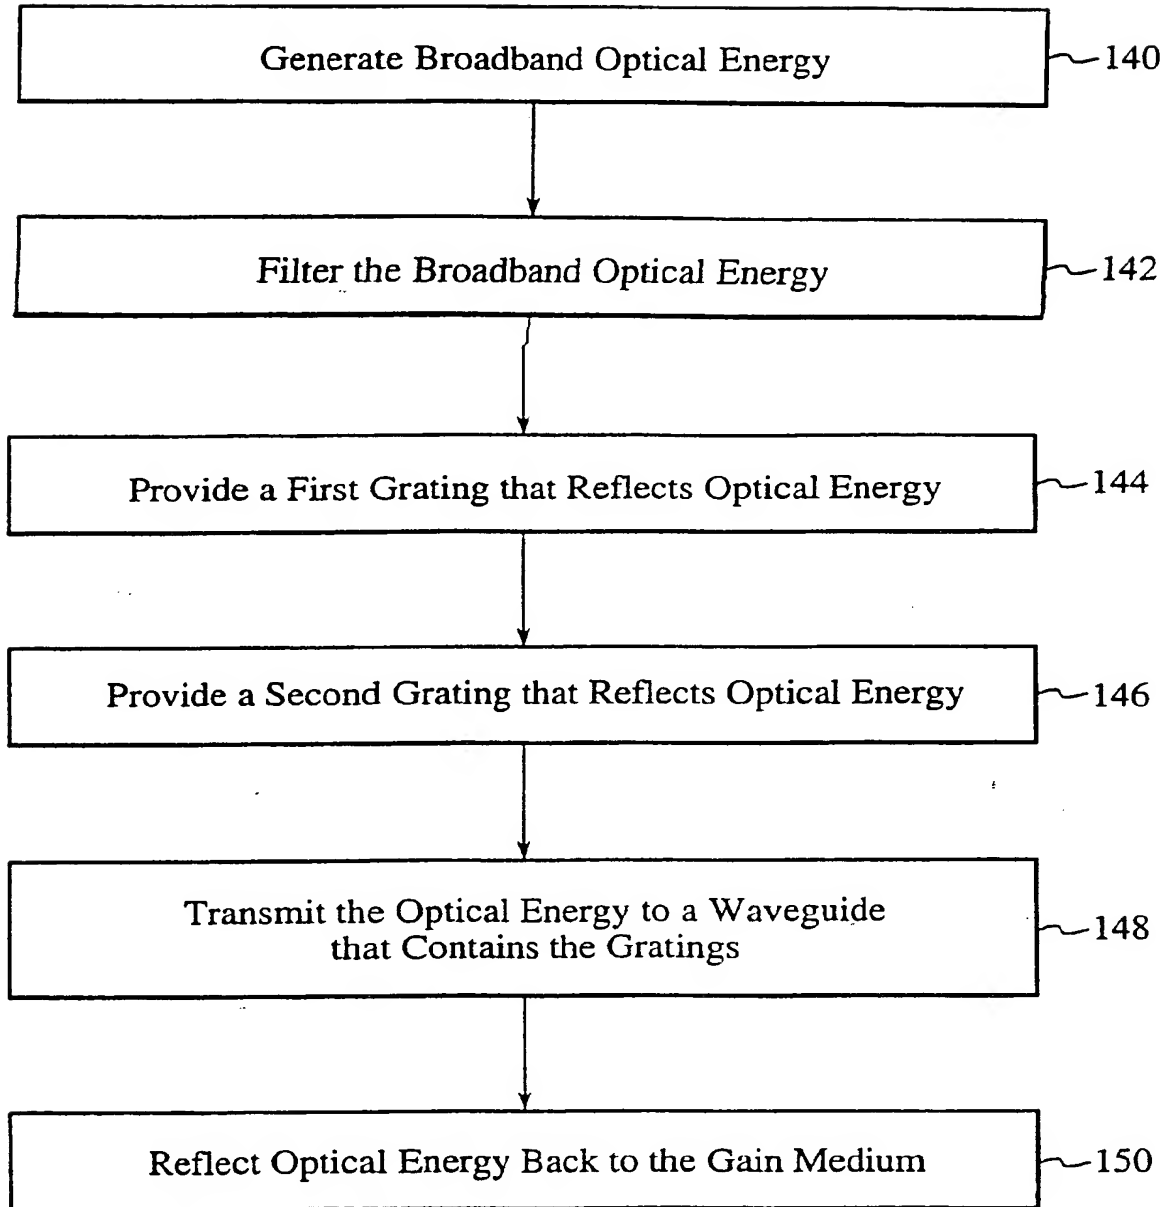 Generate Broadband Optical Energy
140
Filter the Broadband Optical Energy
142
Provide a First Grating that Reflects Optical Energy
144
Provide a Second Grating that Reflects Optical Energy
146
Transmit the Optical Energy to a Waveguide
that Contains the Gratings
148
Reflect Optical Energy Back to the Gain Medium
150